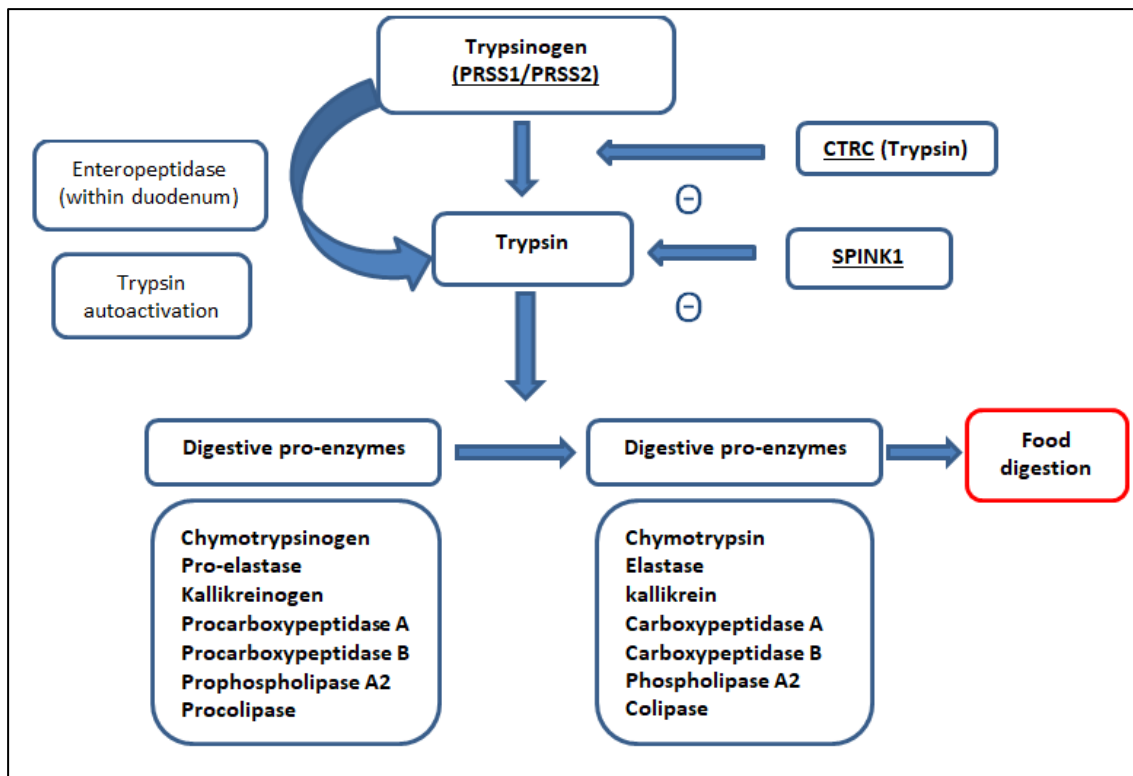 Trypsinogen
(PRSS1/PRSS2)
Enteropeptidase
(within duodenum)
CTRC (Trypsin)
Θ
Trypsin
SPINK1
Trypsin
autoactivation
Θ
Digestive pro-enzymes
Digestive pro-enzymes
Food
digestion
Chymotrypsinogen
Pro-elastase
Kallikreinogen
Procarboxypeptidase A
Procarboxypeptidase B
Prophospholipase A2
Procolipase
Chymotrypsin
Elastase
kallikrein
Carboxypeptidase A
Carboxypeptidase B
Phospholipase A2
Colipase